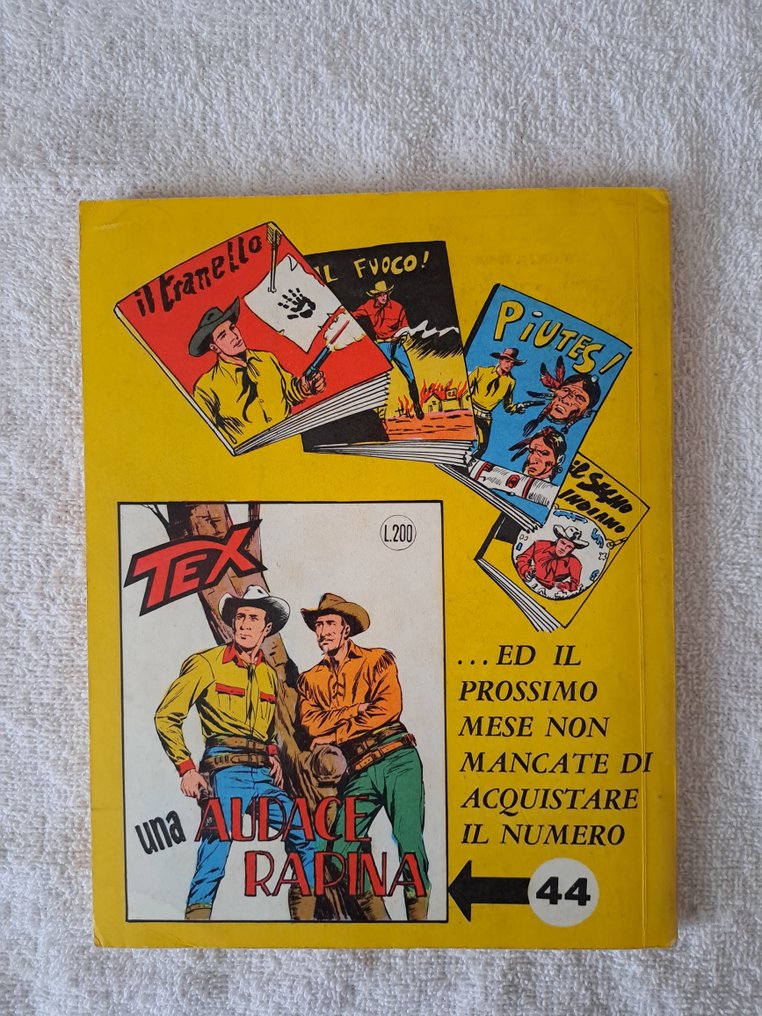 il tranello
IL FUOCO!
PIUTES!
il SEGNO
INDIANO
TEX
L.200
una AUDACE
RAPINA
...ED IL
PROSSIMO
MESE NON
MANCATE DI
ACQUISTARE
IL NUMERO
44